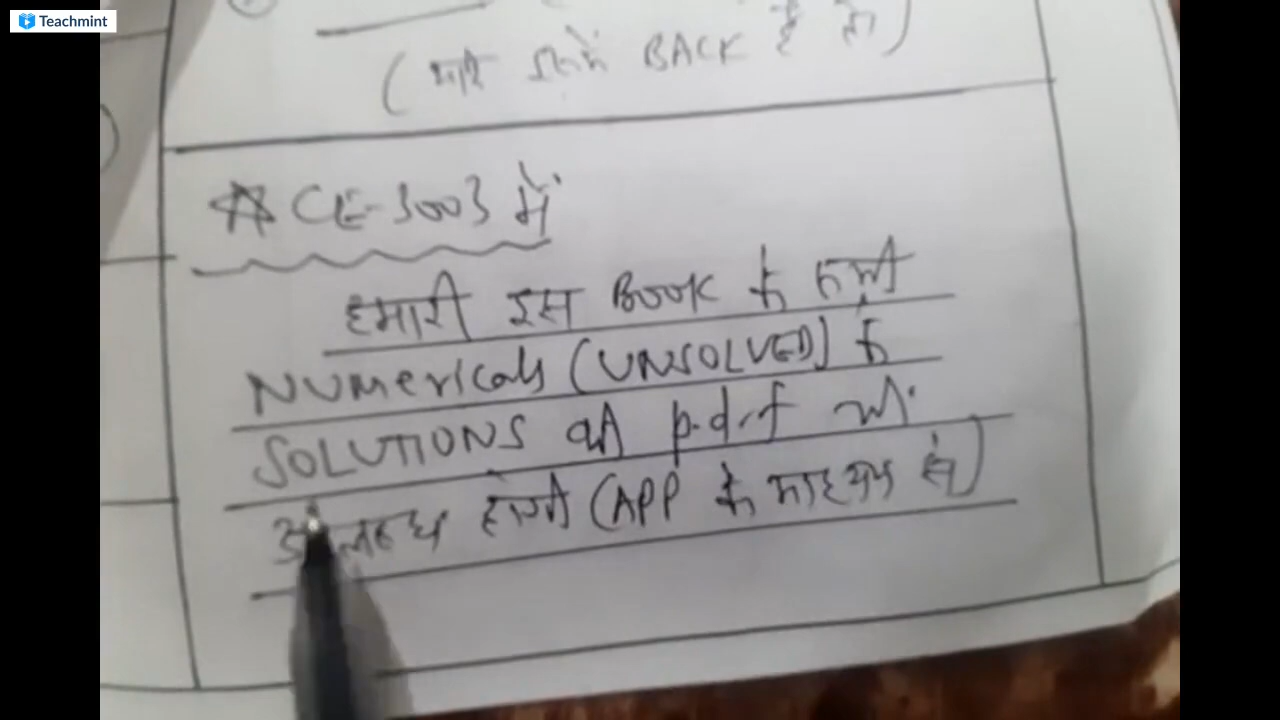 Teachmint
BACK है तो)
☆ CE-3003 में
हमारी इस BOOK के सभी
NUMERICALS (UNSOLVED) के
SOLUTIONS की p.d.f भी
उपलब्ध होगी (APP के माध्यम से)